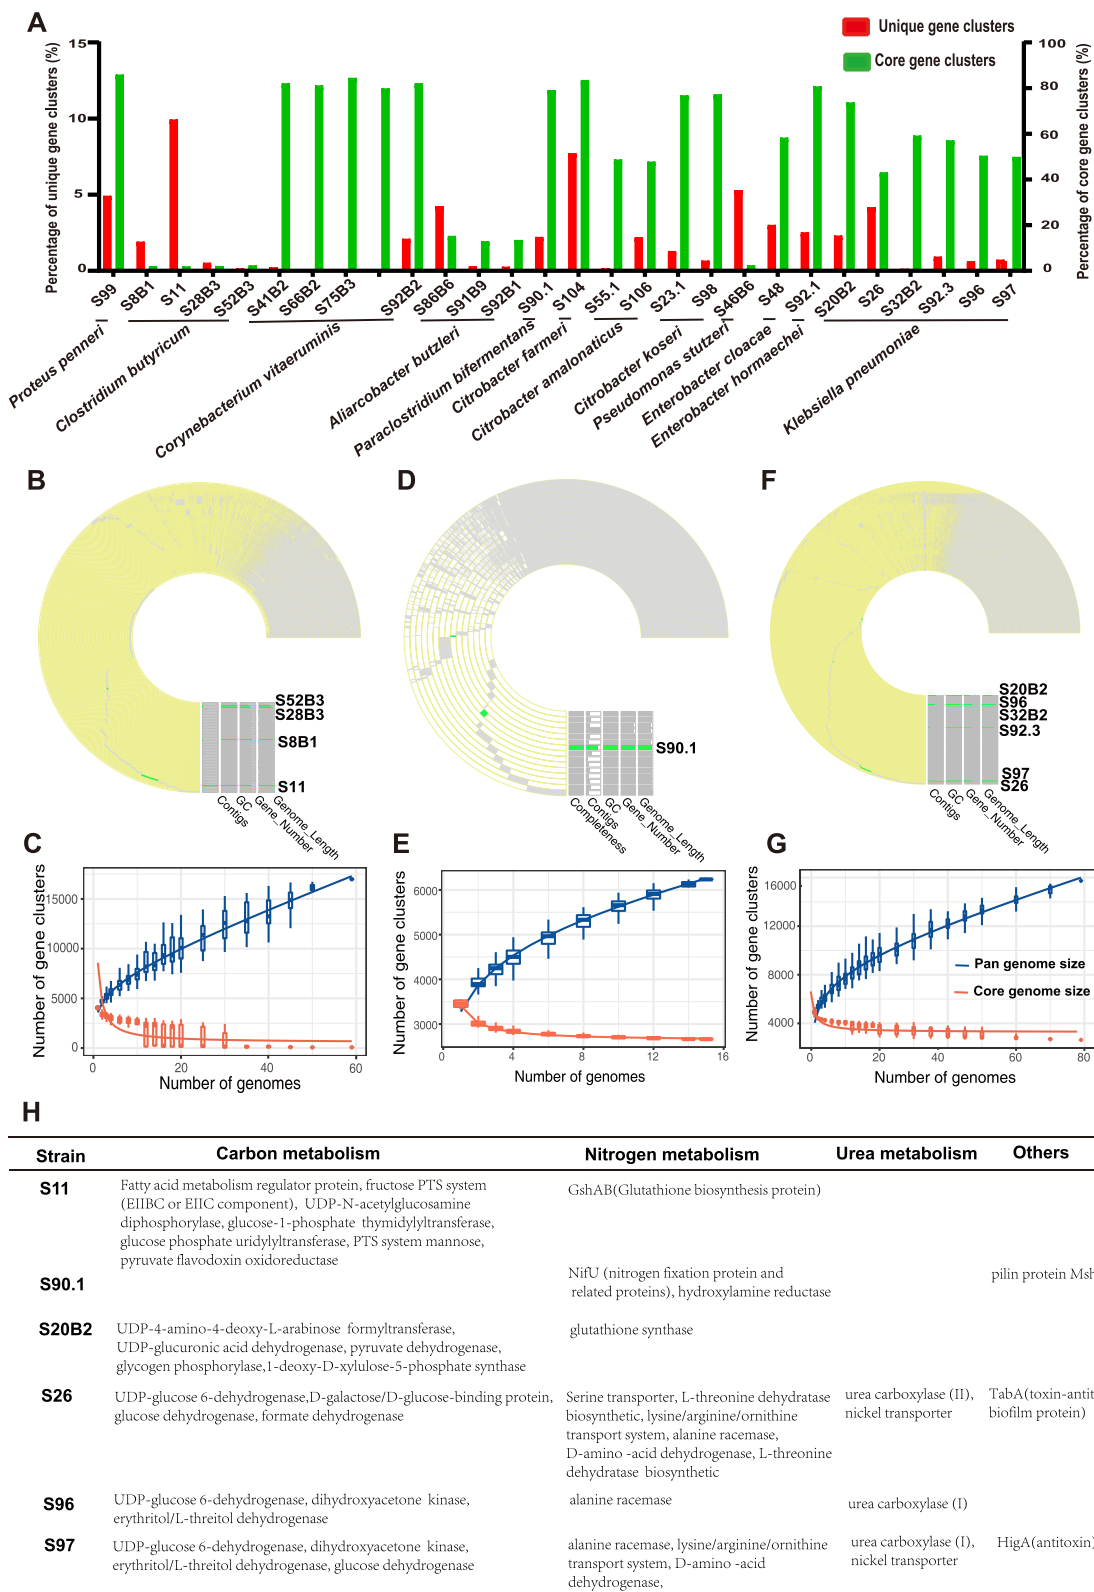 A
Unique gene clusters
Core gene clusters
Percentage of unique gene clusters (%)
15
10
5
0
Percentage of core gene clusters (%)
100
80
60
40
20
0
S99
S8B1
S11
S28B3
S52B3
S41B2
S66B2
S75B3
S92B2
S86B6
S91B9
S92B1
S90.1
S104
S55.1
S106
S23.1
S98
S46B6
S48
S92.1
S20B2
S26
S32B2
S92.3
S96
S97
Proteus penneri
Clostridium butyricum
Corynebacterium vitaeruminis
Aliarcobacter butzleri
Paraclostridium bifermentans
Citrobacter farmeri
Citrobacter amalonaticus
Citrobacter koseri
Pseudomonas stutzeri
Enterobacter cloacae
Enterobacter hormaechei
Klebsiella pneumoniae
B
S52B3
S28B3
S8B1
S11
Contigs
GC
Gene_Number
Genome_Length
D
S90.1
Completeness
Contigs
GC
Gene_Number
Genome_Length
F
S20B2
S96
S32B2
S92.3
S97
S26
Contigs
GC
Gene_Number
Genome_Length
C
Number of gene clusters
15000
10000
5000
0
0
20
40
60
Number of genomes
E
Number of gene clusters
6000
5000
4000
3000
0
4
8
12
16
Number of genomes
G
Number of gene clusters
16000
12000
8000
4000
Pan genome size
Core genome size
0
20
40
60
80
Number of genomes
H
Strain Carbon metabolism Nitrogen metabolism Urea metabolism Others
S11
Fatty acid metabolism regulator protein, fructose PTS system
(EIIBC or EIIC component), UDP-N-acetylglucosamine
diphosphorylase, glucose-1-phosphate thymidylyltransferase,
glucose phosphate uridylyltransferase, PTS system mannose,
pyruvate flavodoxin oxidoreductase
GshAB(Glutathione biosynthesis protein)
S90.1
NifU (nitrogen fixation protein and
related proteins), hydroxylamine reductase
pilin protein Msh
S20B2
UDP-4-amino-4-deoxy-L-arabinose formyltransferase,
UDP-glucuronic acid dehydrogenase, pyruvate dehydrogenase,
glycogen phosphorylase,1-deoxy-D-xylulose-5-phosphate synthase
glutathione synthase
S26
UDP-glucose 6-dehydrogenase,D-galactose/D-glucose-binding protein,
glucose dehydrogenase, formate dehydrogenase
Serine transporter, L-threonine dehydratase
biosynthetic, lysine/arginine/ornithine
transport system, alanine racemase,
D-amino -acid dehydrogenase, L-threonine
dehydratase biosynthetic
urea carboxylase (II),
nickel transporter
TabA(toxin-antit
biofilm protein)
S96
UDP-glucose 6-dehydrogenase, dihydroxyacetone kinase,
erythritol/L-threitol dehydrogenase
alanine racemase
urea carboxylase (I)
S97
UDP-glucose 6-dehydrogenase, dihydroxyacetone kinase,
erythritol/L-threitol dehydrogenase, glucose dehydrogenase
alanine racemase, lysine/arginine/ornithine
transport system, D-amino -acid
dehydrogenase,
urea carboxylase (I),
nickel transporter
HigA(antitoxin)